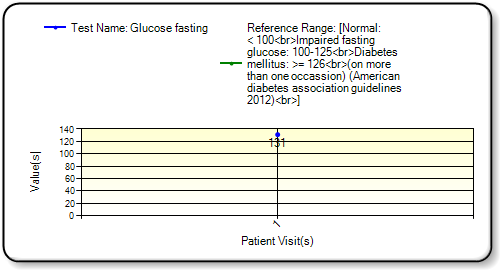 Test Name: Glucose fasting
Reference Range: [Normal:
< 100<br>Impaired fasting
glucose: 100-125<br>Diabetes
mellitus: >= 126<br>(on more
than one occassion) (American
diabetes association guidelines
2012)<br>]
140
120
100
80
60
40
20
0
Value(s)
131
1
Patient Visit(s)